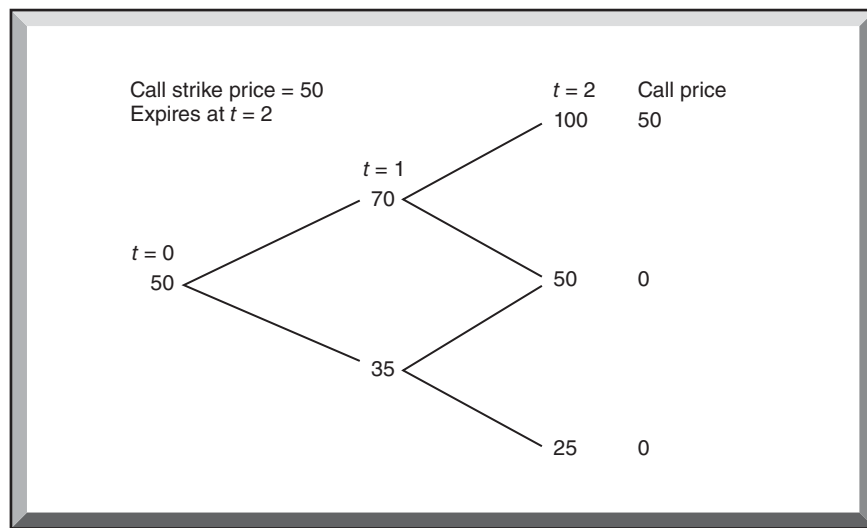 Call strike price = 50
Expires at t = 2
t = 2 Call price
100 50
t = 1
70
t = 0
50
50 0
35
25 0